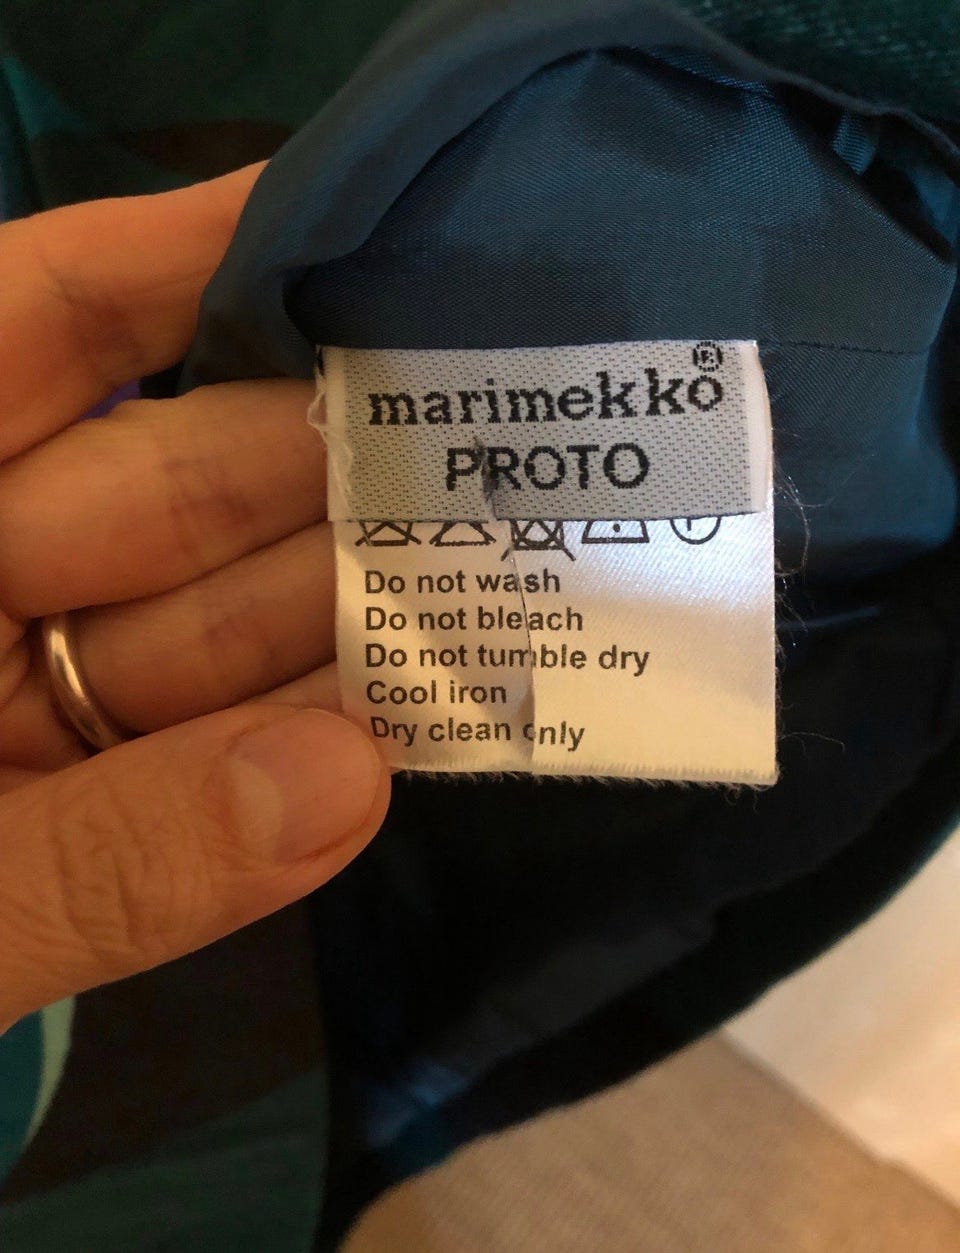 marimekko®
PROTO
Do not wash
Do not bleach
Do not tumble dry
Cool iron
Dry clean only